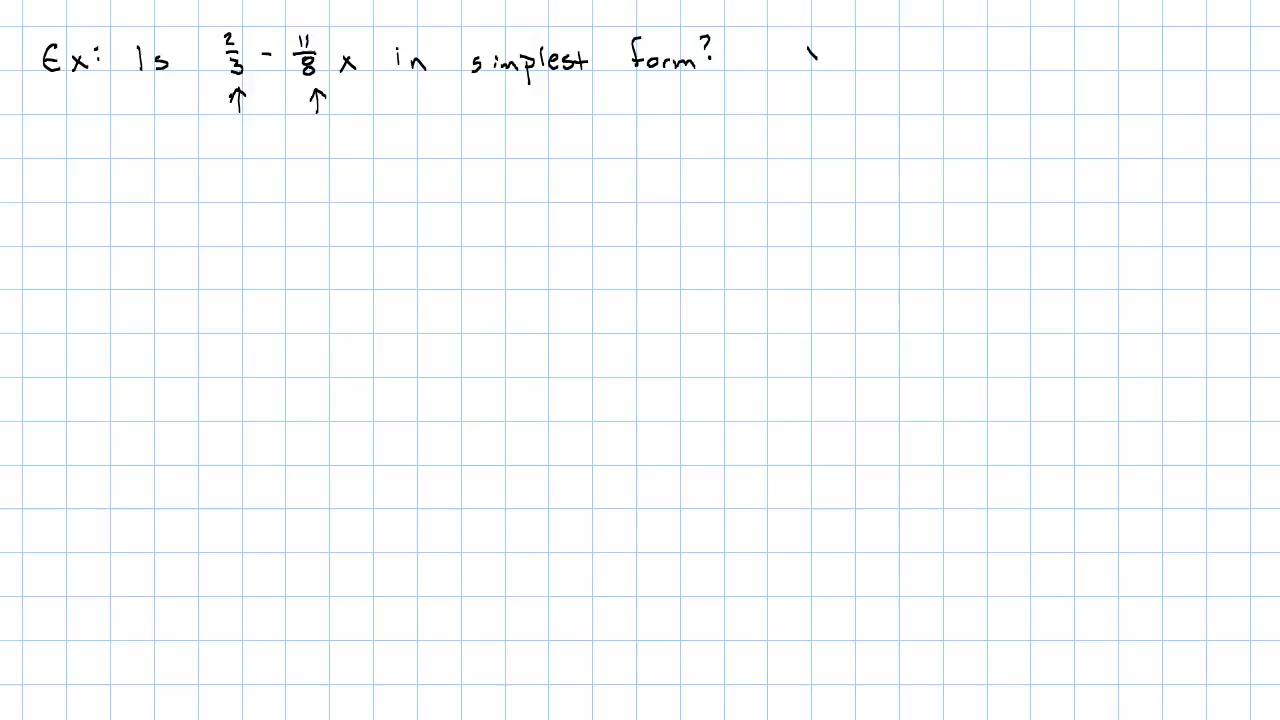 Ex: Is 2/3 - 11/8 x in simplest form?
↑ ↑